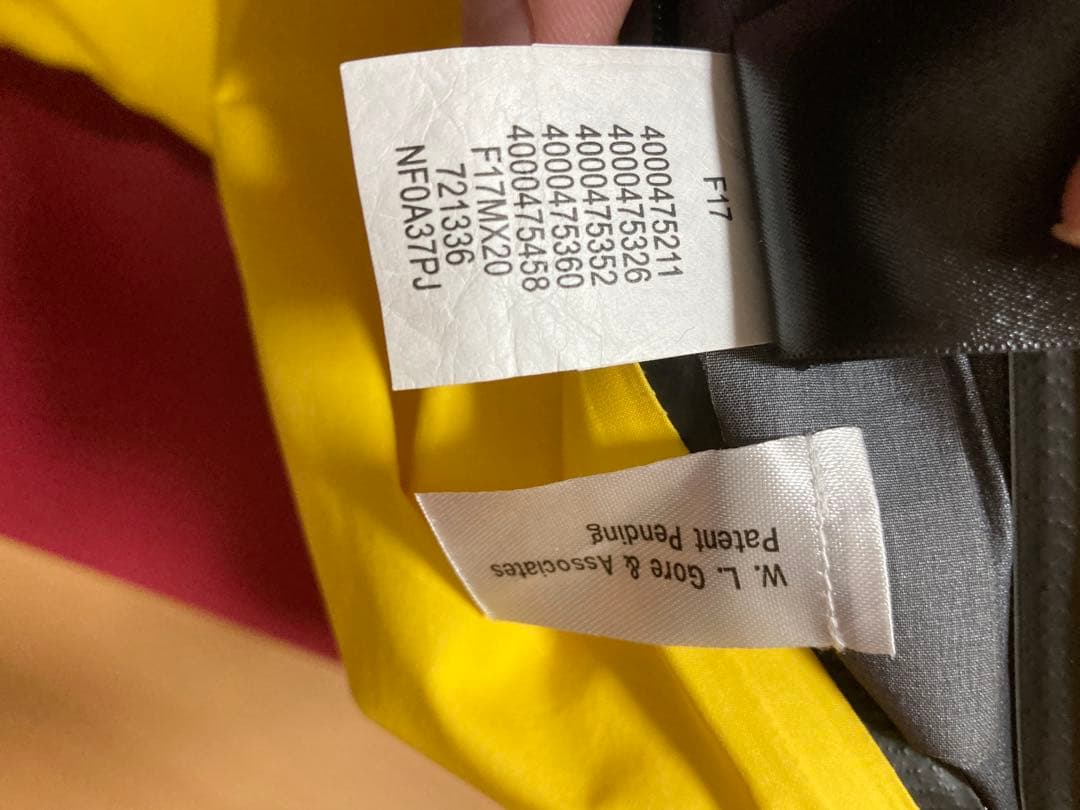 F17
4000475211
4000475326
4000475352
4000475360
4000475458
F17MX20
721336
NF0A37PJ
W. L. Gore & Associates
Patent Pending